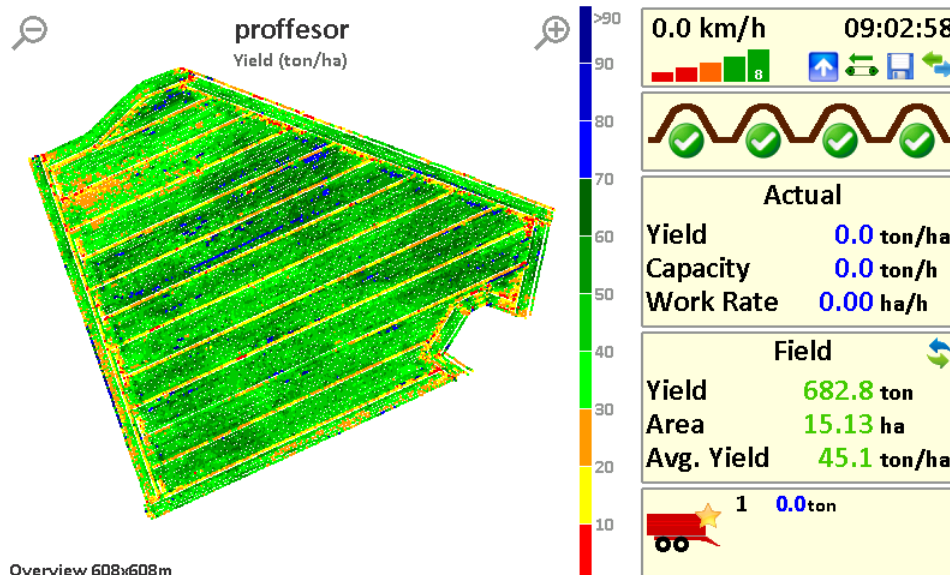 proffesor
Yield (ton/ha)
>90
90
80
70
60
50
40
30
20
10
Overview 608x608m
0.0 km/h 09:02:58
8
Actual
Yield 0.0 ton/ha
Capacity 0.0 ton/h
Work Rate 0.00 ha/h
Field
Yield 682.8 ton
Area 15.13 ha
Avg. Yield 45.1 ton/ha
1 0.0 ton